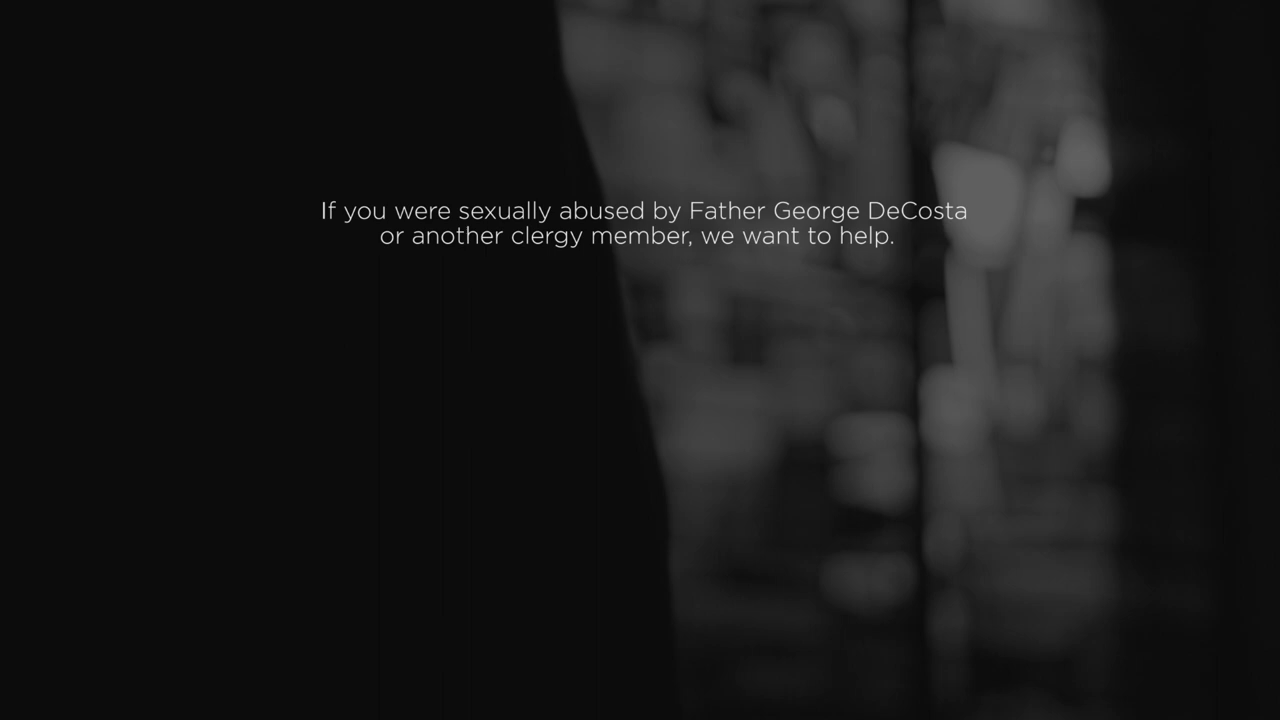 If you were sexually abused by Father George DeCosta
or another clergy member, we want to help.